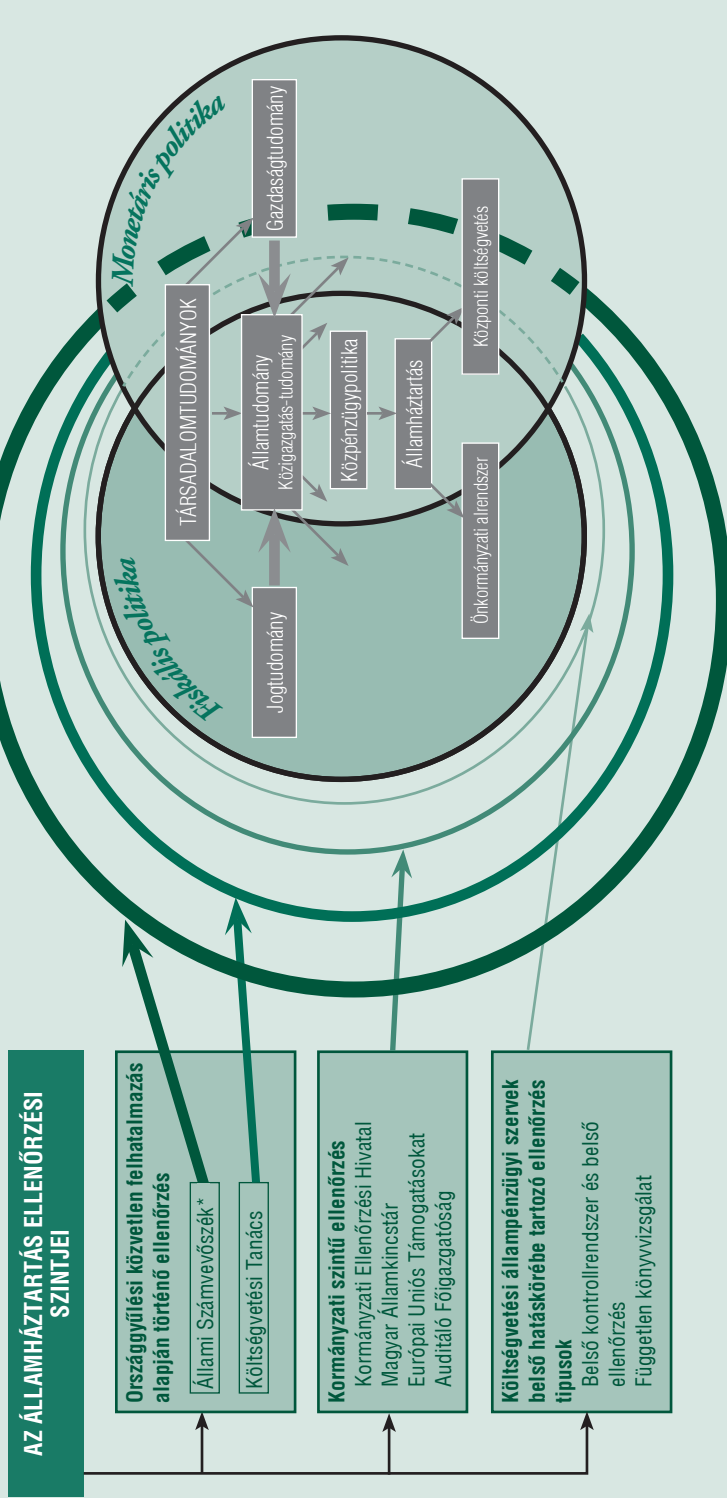 AZ ÁLLAMHÁZTARTÁS ELLENŐRZÉSI
SZINTJEI
Országgyűlési közvetlen felhatalmazás
alapján történő ellenőrzés
Állami Számvevőszék*
Költségvetési Tanács
Kormányzati szintű ellenőrzés
Kormányzati Ellenőrzési Hivatal
Magyar Államkincstár
Európai Uniós Támogatásokat
Auditáló Főigazgatóság
Költségvetési állampénzügyi szervek
belső hatáskörébe tartozó ellenőrzés
tipusok
Belső kontrollrendszer és belső
ellenőrzés
Független könyvvizsgálat
Fiskális politika
Monetáris politika
TÁRSADALOMTUDOMÁNYOK
Jogtudomány
Államtudomány
Közigazgatás-tudomány
Gazdaságtudomány
Közpénzügypolitika
Államháztartás
Önkormányzati alrendszer
Központi költségvetés